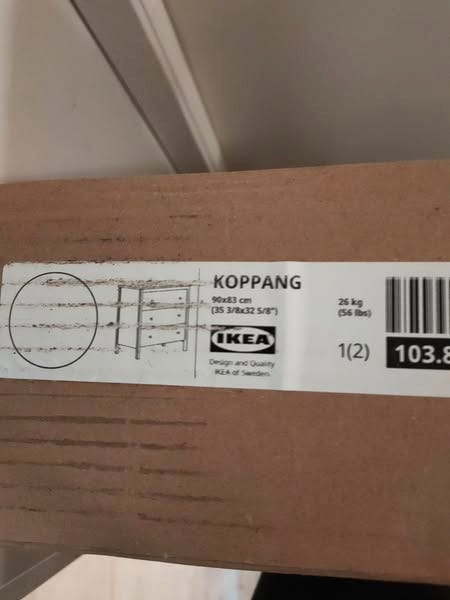 KOPPANG
90x83 cm
(35 3/8x32 5/8")
IKEA
Design and Quality
IKEA of Sweden
26 kg
(56 lbs)
1(2)
103.8